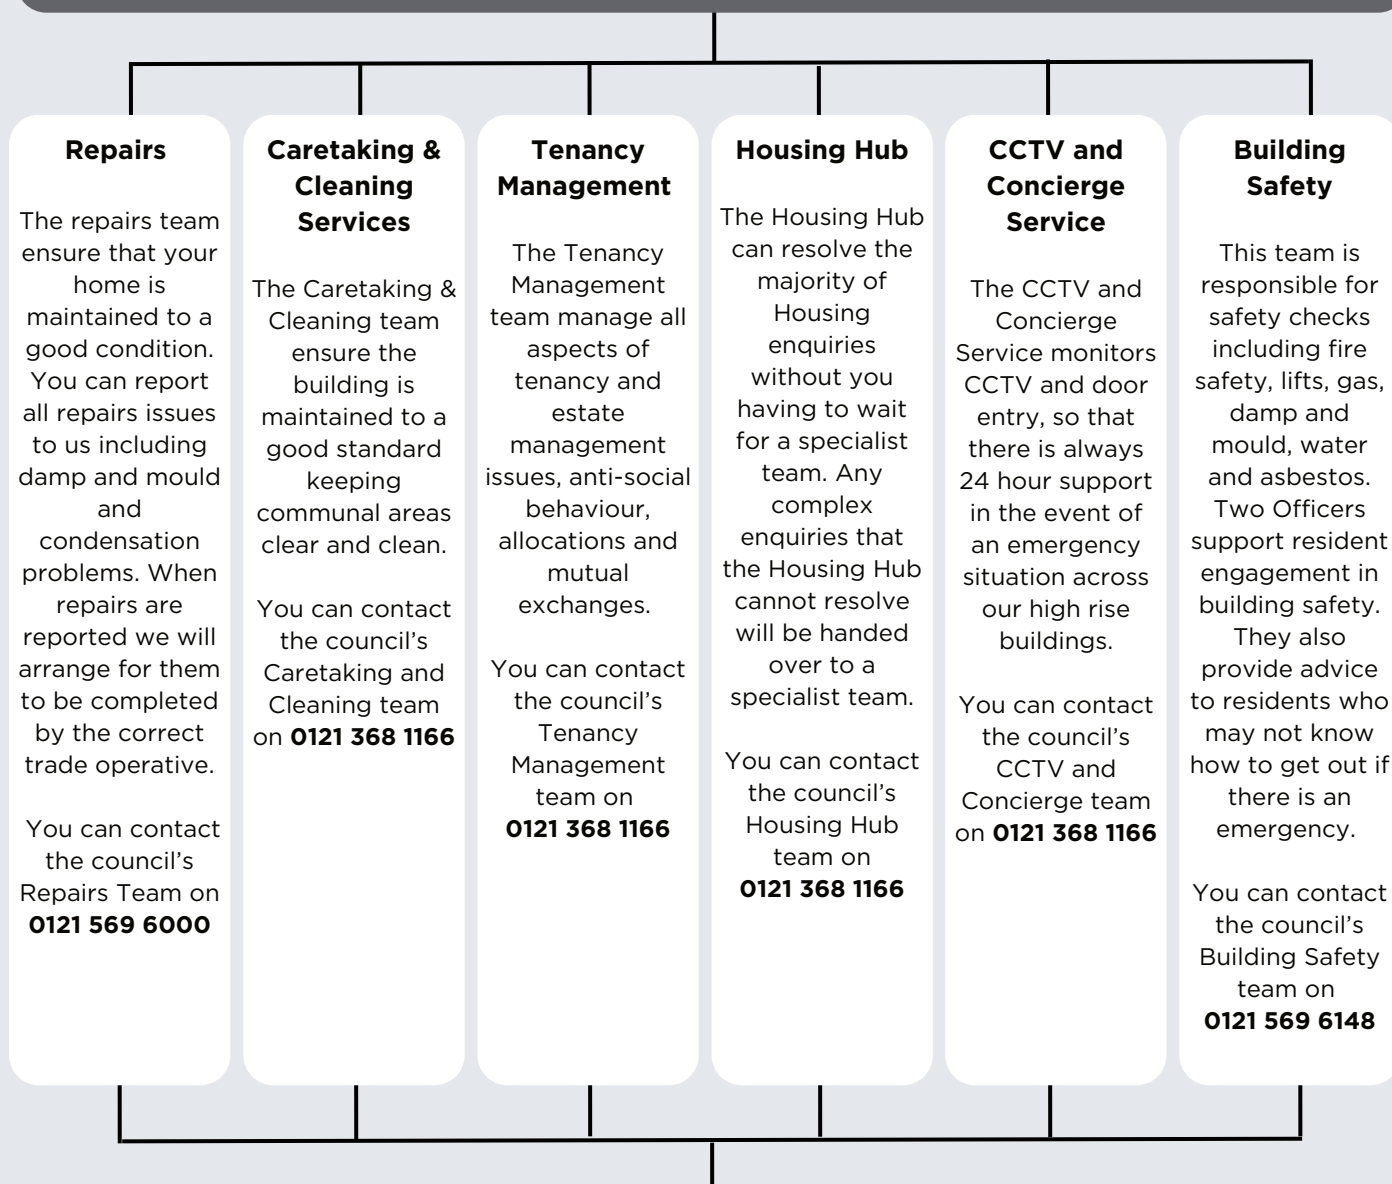 Repairs
The repairs team
ensure that your
home is
maintained to a
good condition.
You can report
all repairs issues
to us including
damp and mould
and
condensation
problems. When
repairs are
reported we will
arrange for them
to be completed
by the correct
trade operative.
You can contact
the council’s
Repairs Team on
0121 569 6000
Caretaking &
Cleaning
Services
The Caretaking &
Cleaning team
ensure the
building is
maintained to a
good standard
keeping
communal areas
clear and clean.
You can contact
the council’s
Caretaking and
Cleaning team
on 0121 368 1166
Tenancy
Management
The Tenancy
Management
team manage all
aspects of
tenancy and
estate
management
issues, anti-social
behaviour,
allocations and
mutual
exchanges.
You can contact
the council’s
Tenancy
Management
team on
0121 368 1166
Housing Hub
The Housing Hub
can resolve the
majority of
Housing
enquiries
without you
having to wait
for a specialist
team. Any
complex
enquiries that
the Housing Hub
cannot resolve
will be handed
over to a
specialist team.
You can contact
the council’s
Housing Hub
team on
0121 368 1166
CCTV and
Concierge
Service
The CCTV and
Concierge
Service monitors
CCTV and door
entry, so that
there is always
24 hour support
in the event of
an emergency
situation across
our high rise
buildings.
You can contact
the council’s
CCTV and
Concierge team
on 0121 368 1166
Building
Safety
This team is
responsible for
safety checks
including fire
safety, lifts, gas,
damp and
mould, water
and asbestos.
Two Officers
support resident
engagement in
building safety.
They also
provide advice
to residents who
may not know
how to get out if
there is an
emergency.
You can contact
the council’s
Building Safety
team on
0121 569 6148